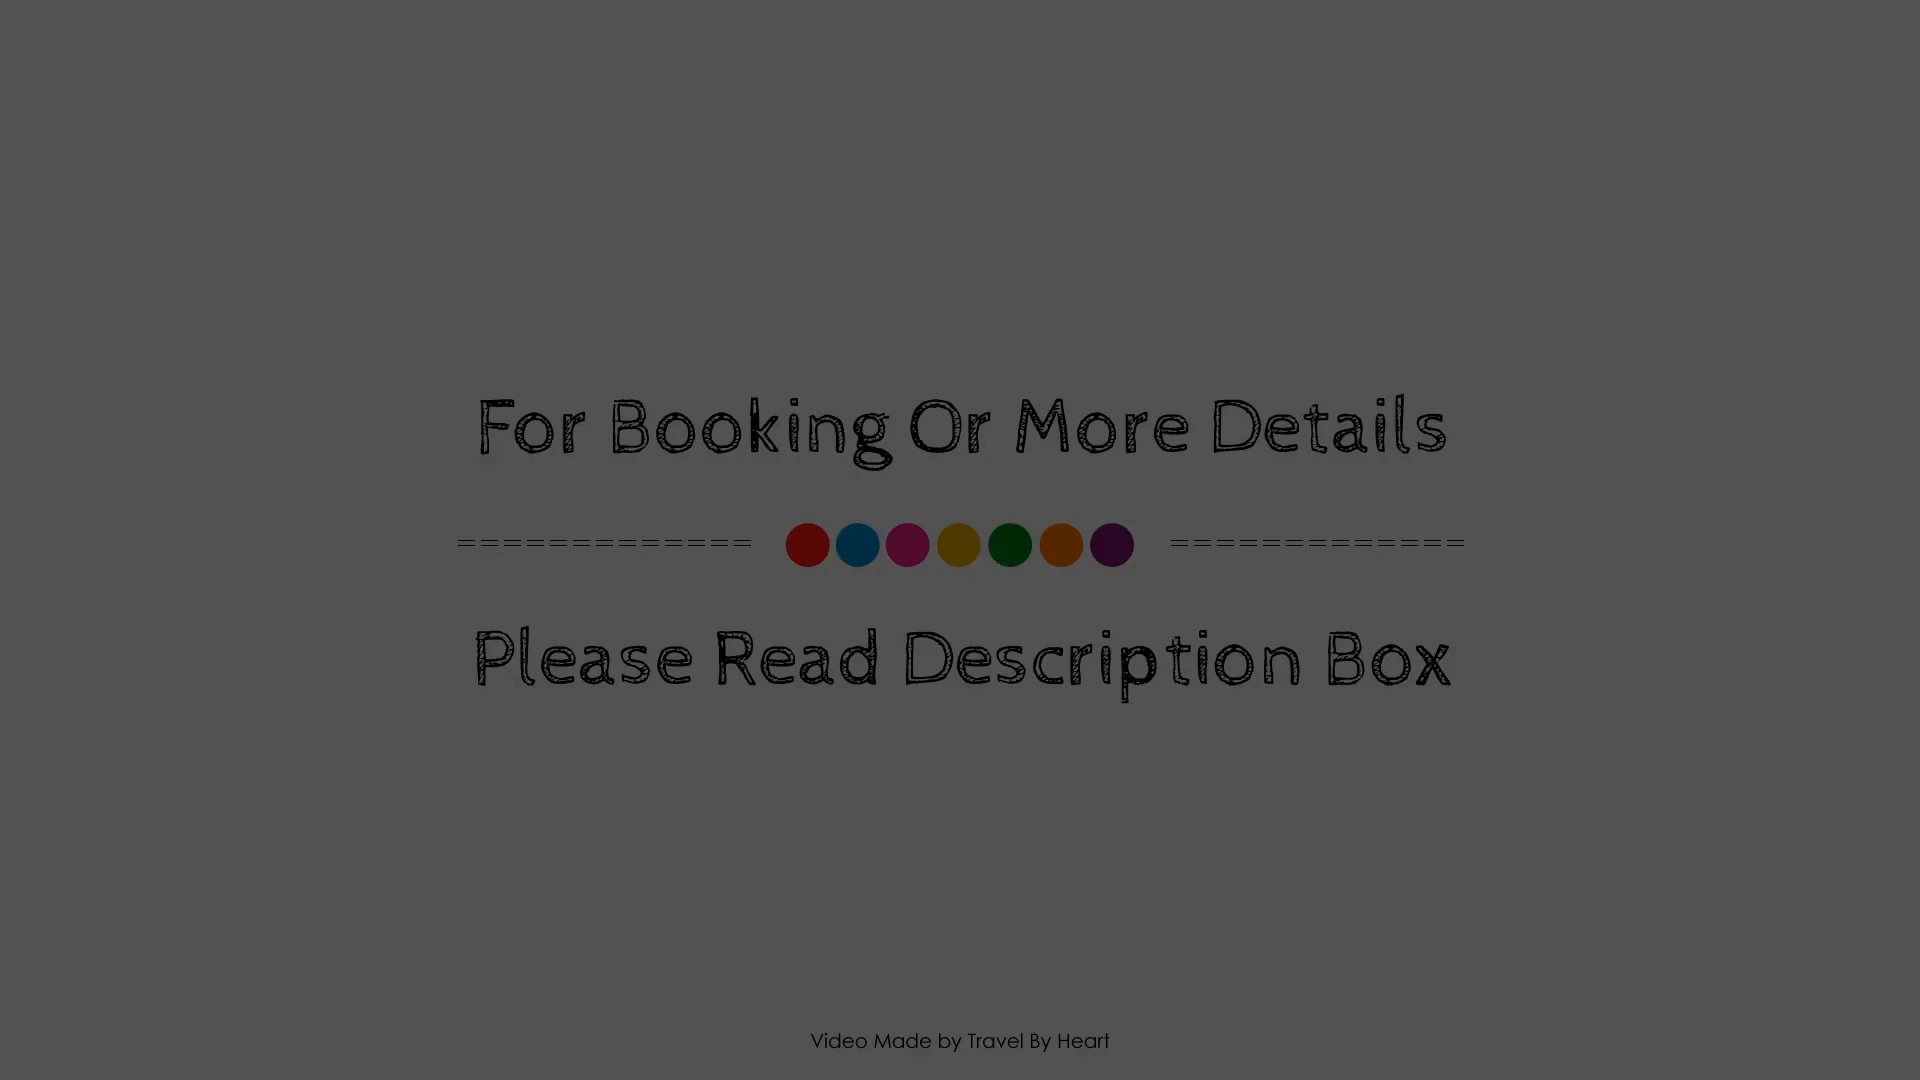 For Booking Or More Details
============= =============
Please Read Description Box
Video Made by Travel By Heart